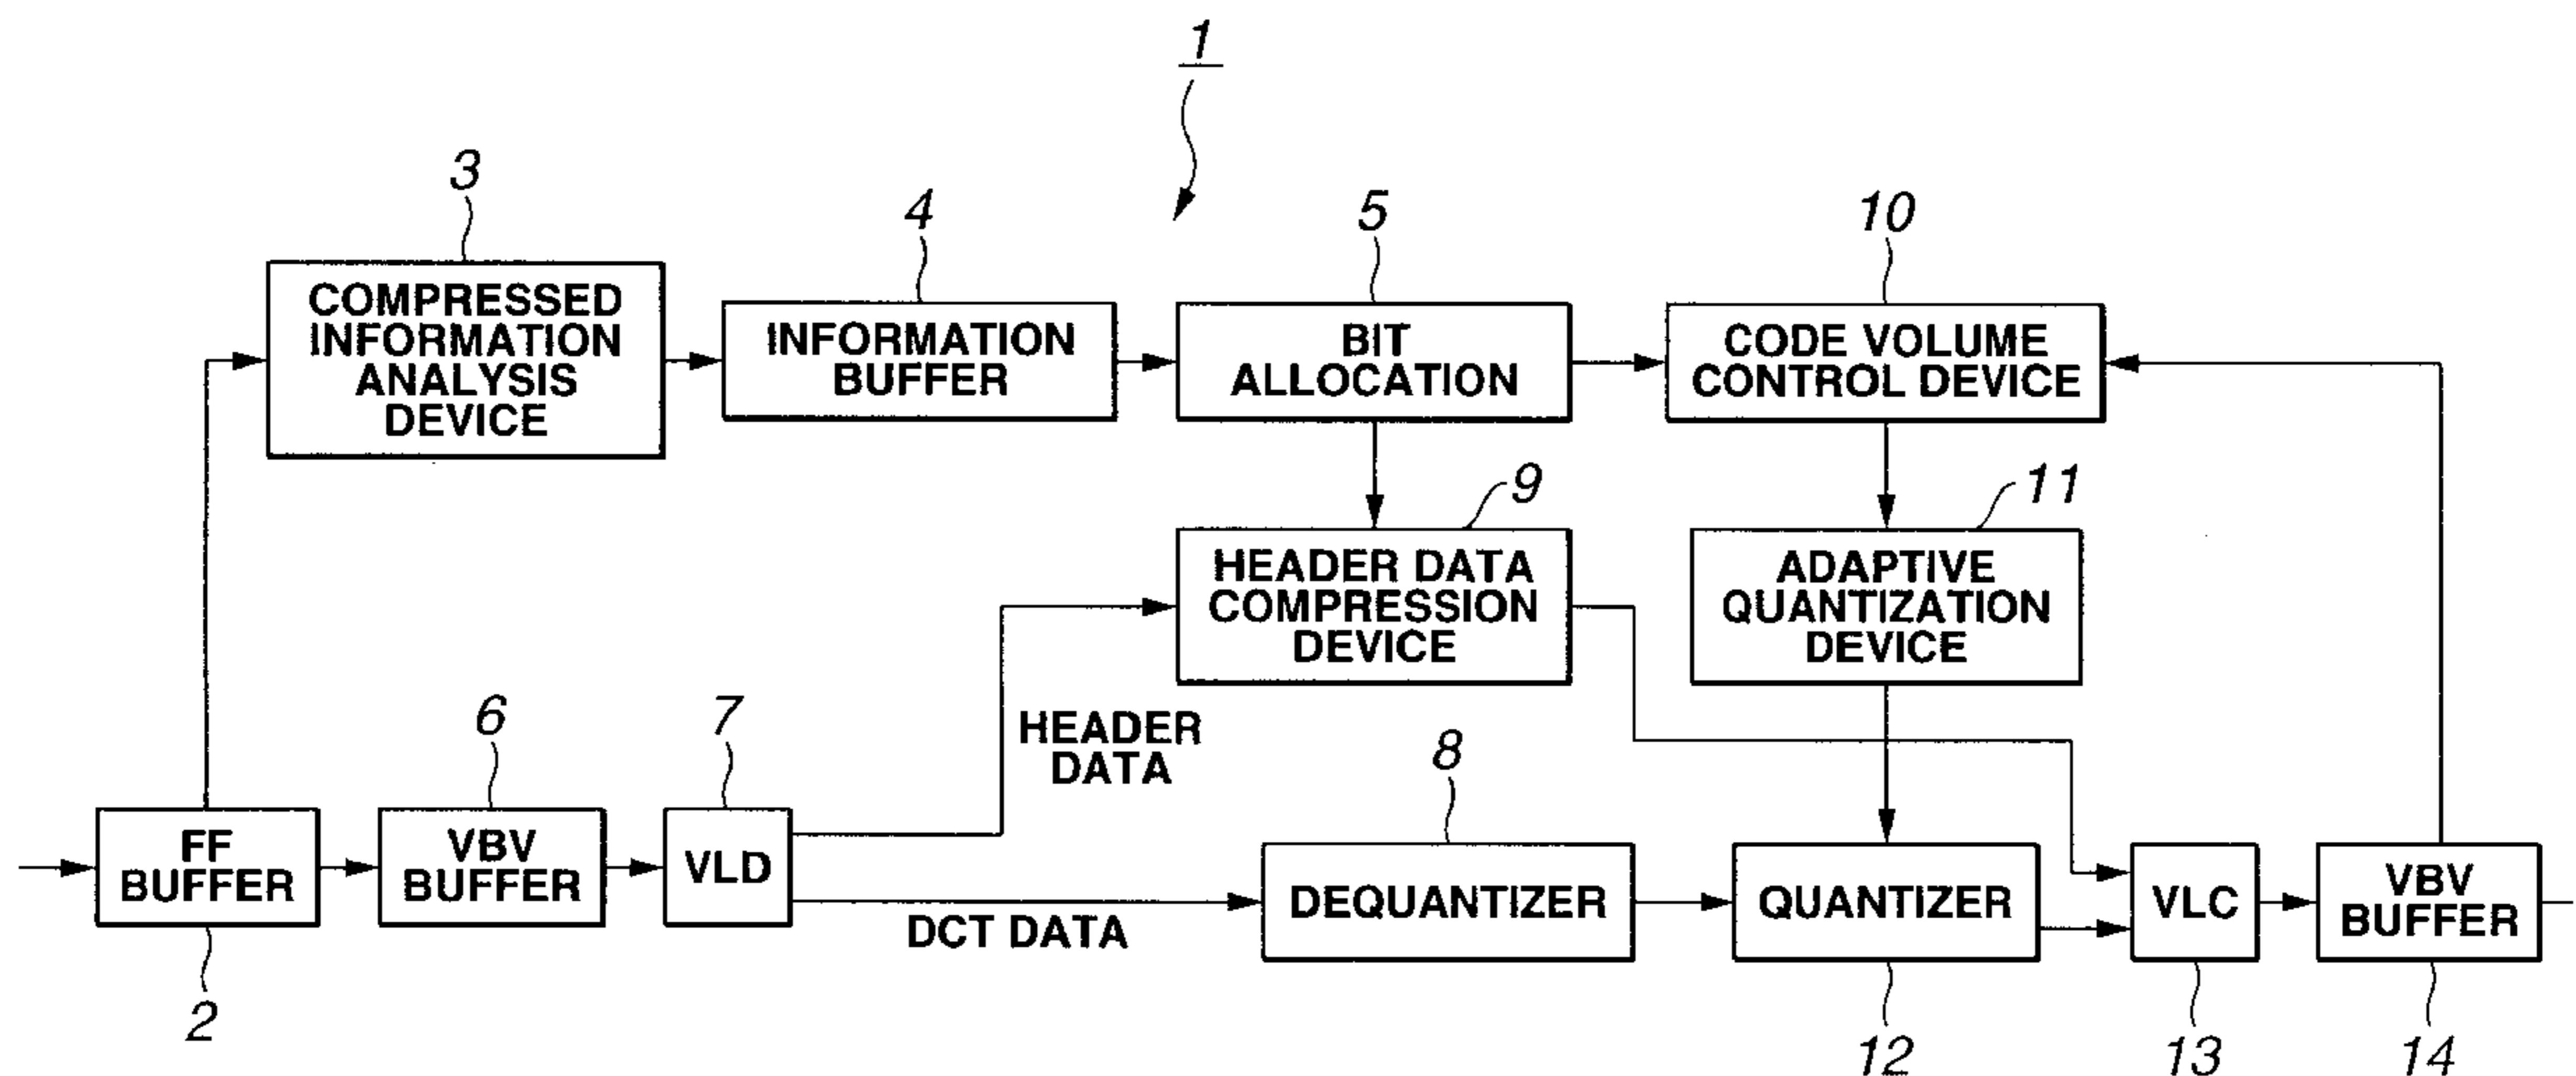 1
3
COMPRESSED
INFORMATION
ANALYSIS
DEVICE
4
INFORMATION
BUFFER
5
BIT
ALLOCATION
10
CODE VOLUME
CONTROL DEVICE
9
HEADER DATA
COMPRESSION
DEVICE
11
ADAPTIVE
QUANTIZATION
DEVICE
HEADER
DATA
2
FF
BUFFER
6
VBV
BUFFER
7
VLD
DCT DATA
8
DEQUANTIZER
QUANTIZER
12
VLC
13
VBV
BUFFER
14